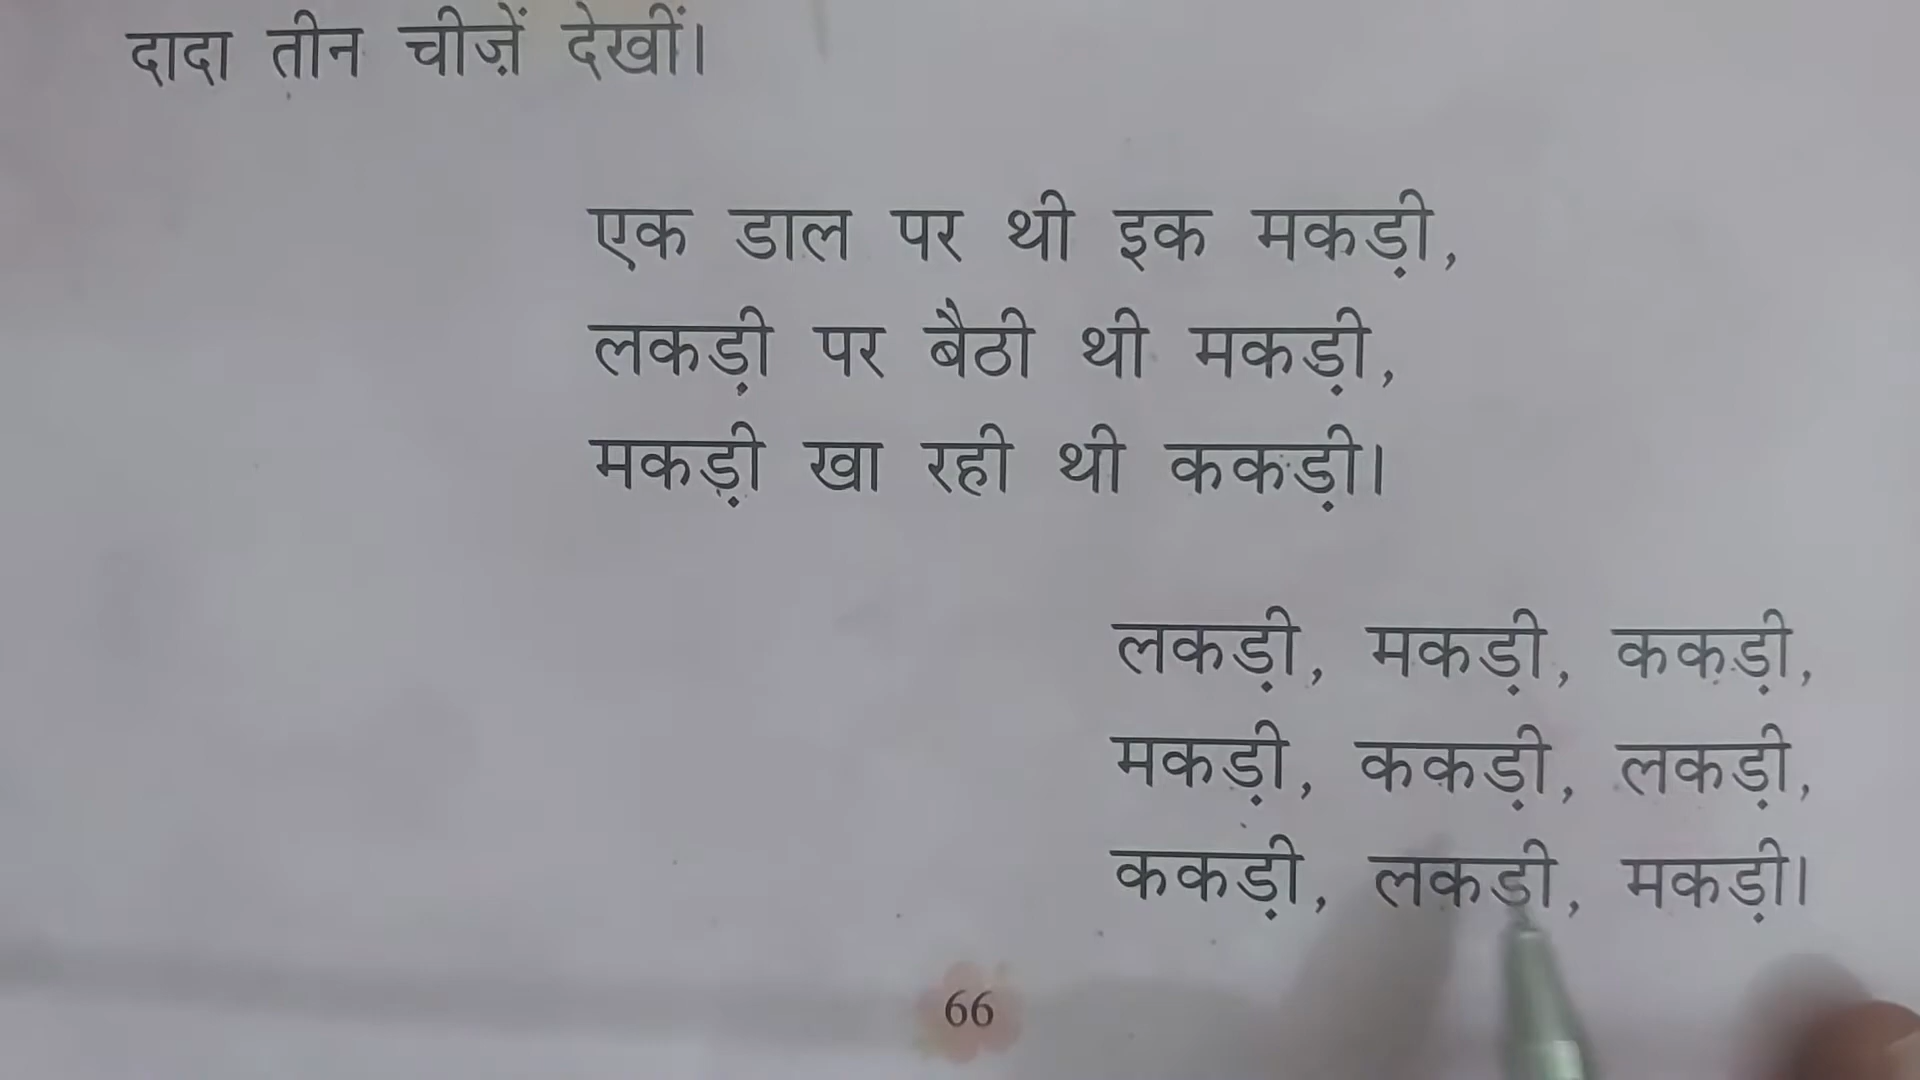 दादा तीन चीज़ें देखीं।
एक डाल पर थी इक मकड़ी,
लकड़ी पर बैठी थी मकड़ी,
मकड़ी खा रही थी ककड़ी।
लकड़ी, मकड़ी, ककड़ी,
मकड़ी, ककड़ी, लकड़ी,
ककड़ी, लकड़ी, मकड़ी।
66